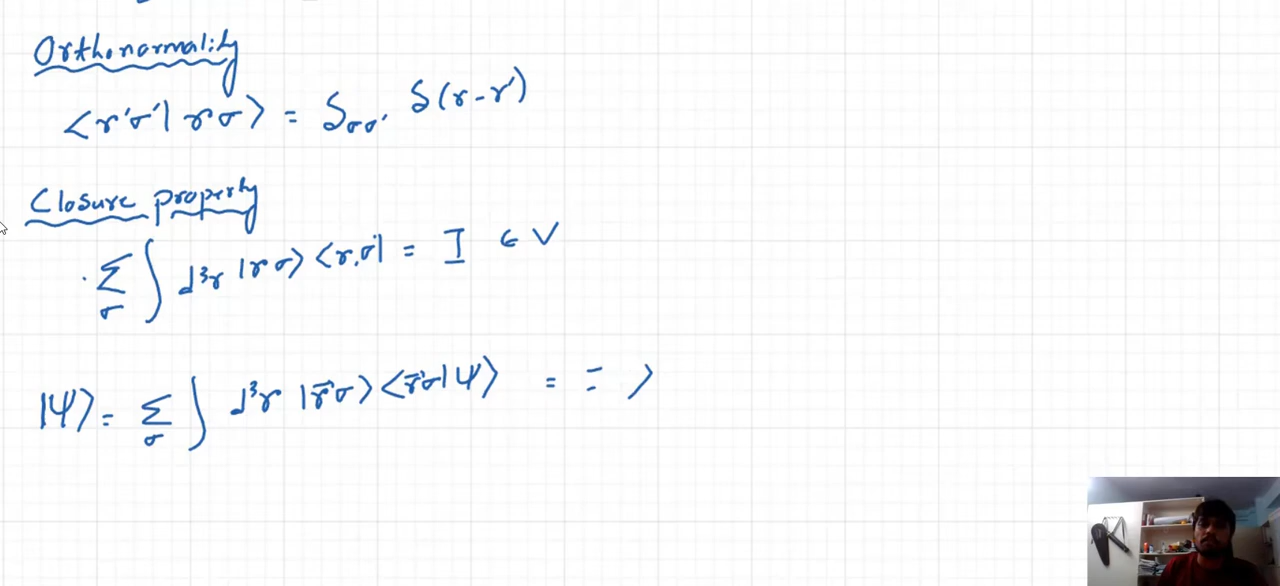 Orthonormality
<r'σ'| rσ> = δσσ' δ(r-r')
Closure property
Σσ ∫ d³r |rσ> <r,σ| = I ∈ V
|Ψ> = Σσ ∫ d³r |r⃗σ> <r⃗σ|Ψ> = = >